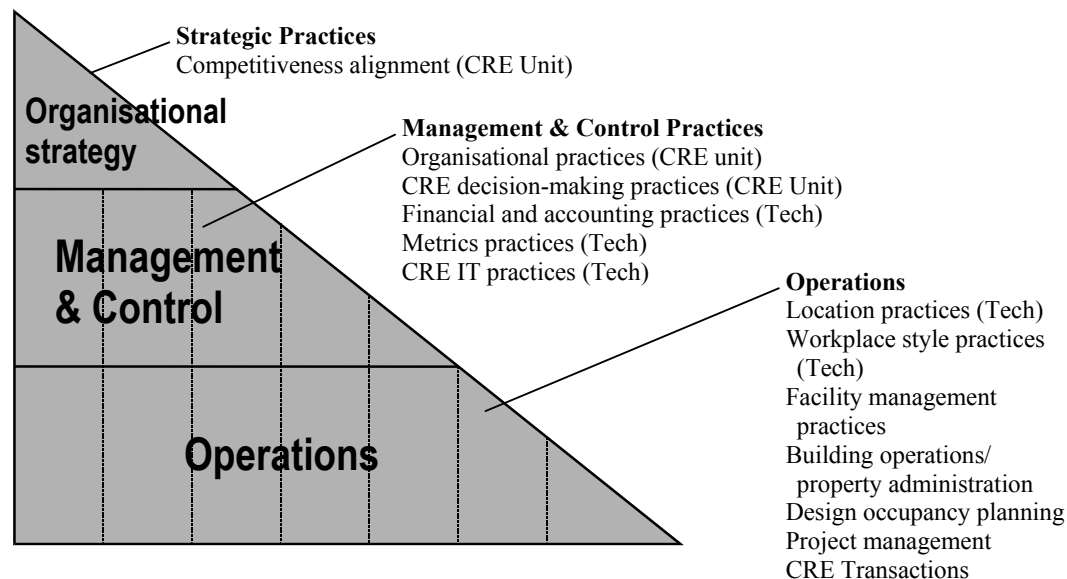 Strategic Practices
Competitiveness alignment (CRE Unit)
Organisational
strategy
Management & Control Practices
Organisational practices (CRE unit)
CRE decision-making practices (CRE Unit)
Financial and accounting practices (Tech)
Metrics practices (Tech)
CRE IT practices (Tech)
Management
& Control
Operations
Location practices (Tech)
Workplace style practices
(Tech)
Facility management
practices
Building operations/
property administration
Design occupancy planning
Project management
CRE Transactions
Operations